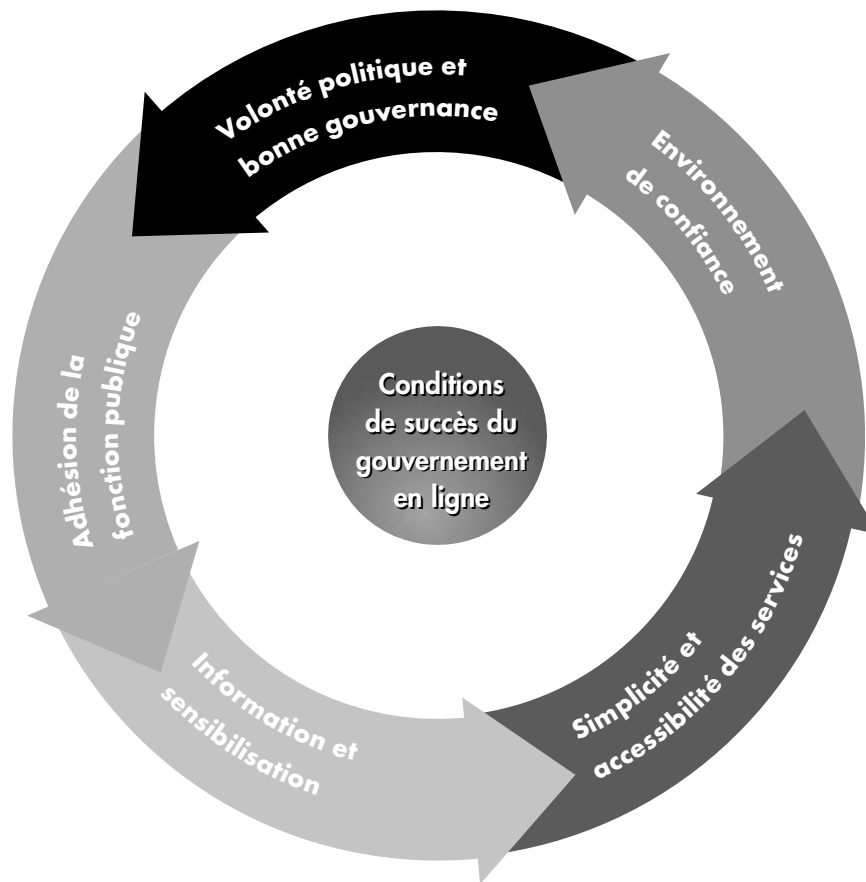 Volonté politique et
bonne gouvernance
Environnement
de confiance
Adhésion de la
fonction publique
Conditions
de succès du
gouvernement
en ligne
Simplicité et
accessibilité des services
Information et
sensibilisation